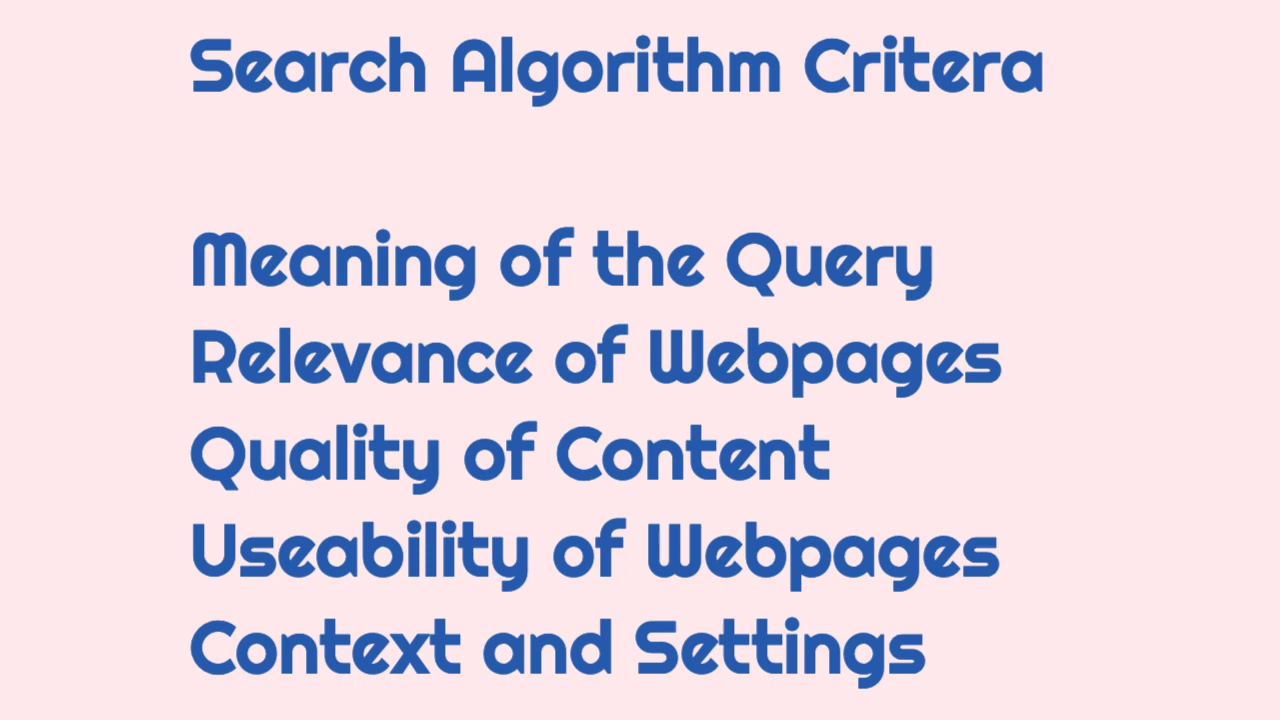 Search Algorithm Critera
Meaning of the Query
Relevance of Webpages
Quality of Content
Useability of Webpages
Context and Settings